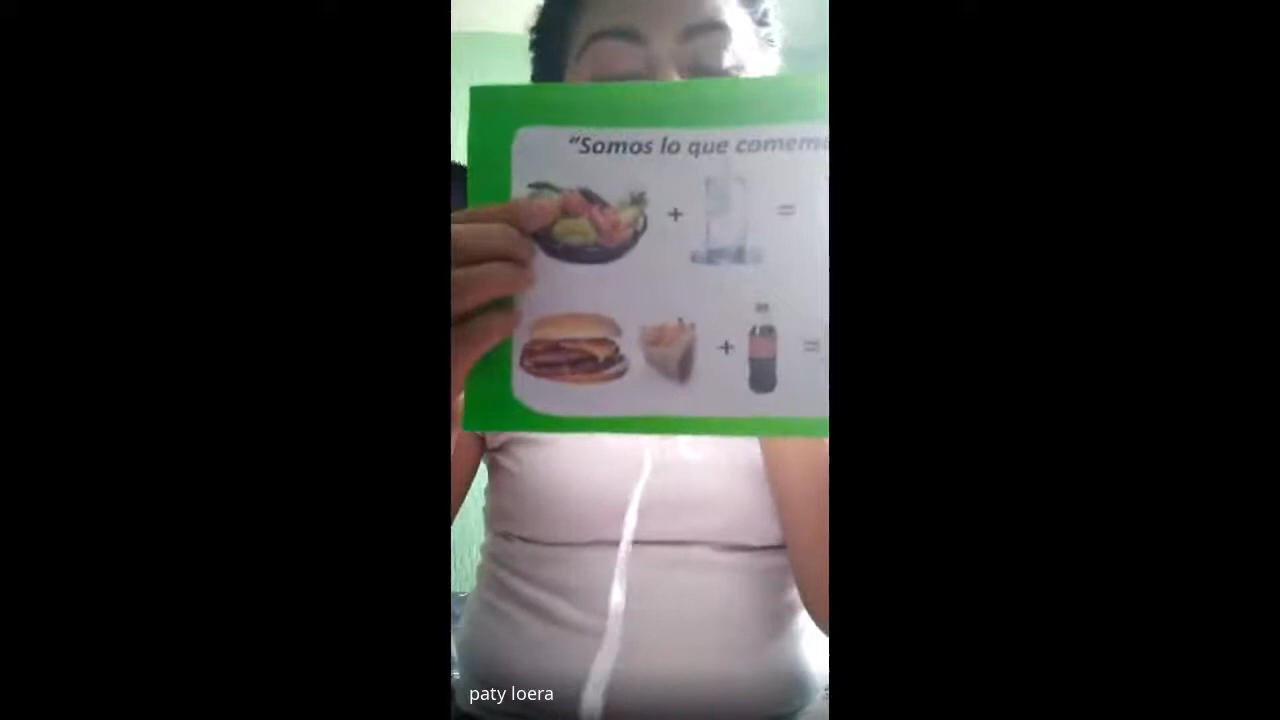 “Somos lo que comem
+ =
+ =
paty loera